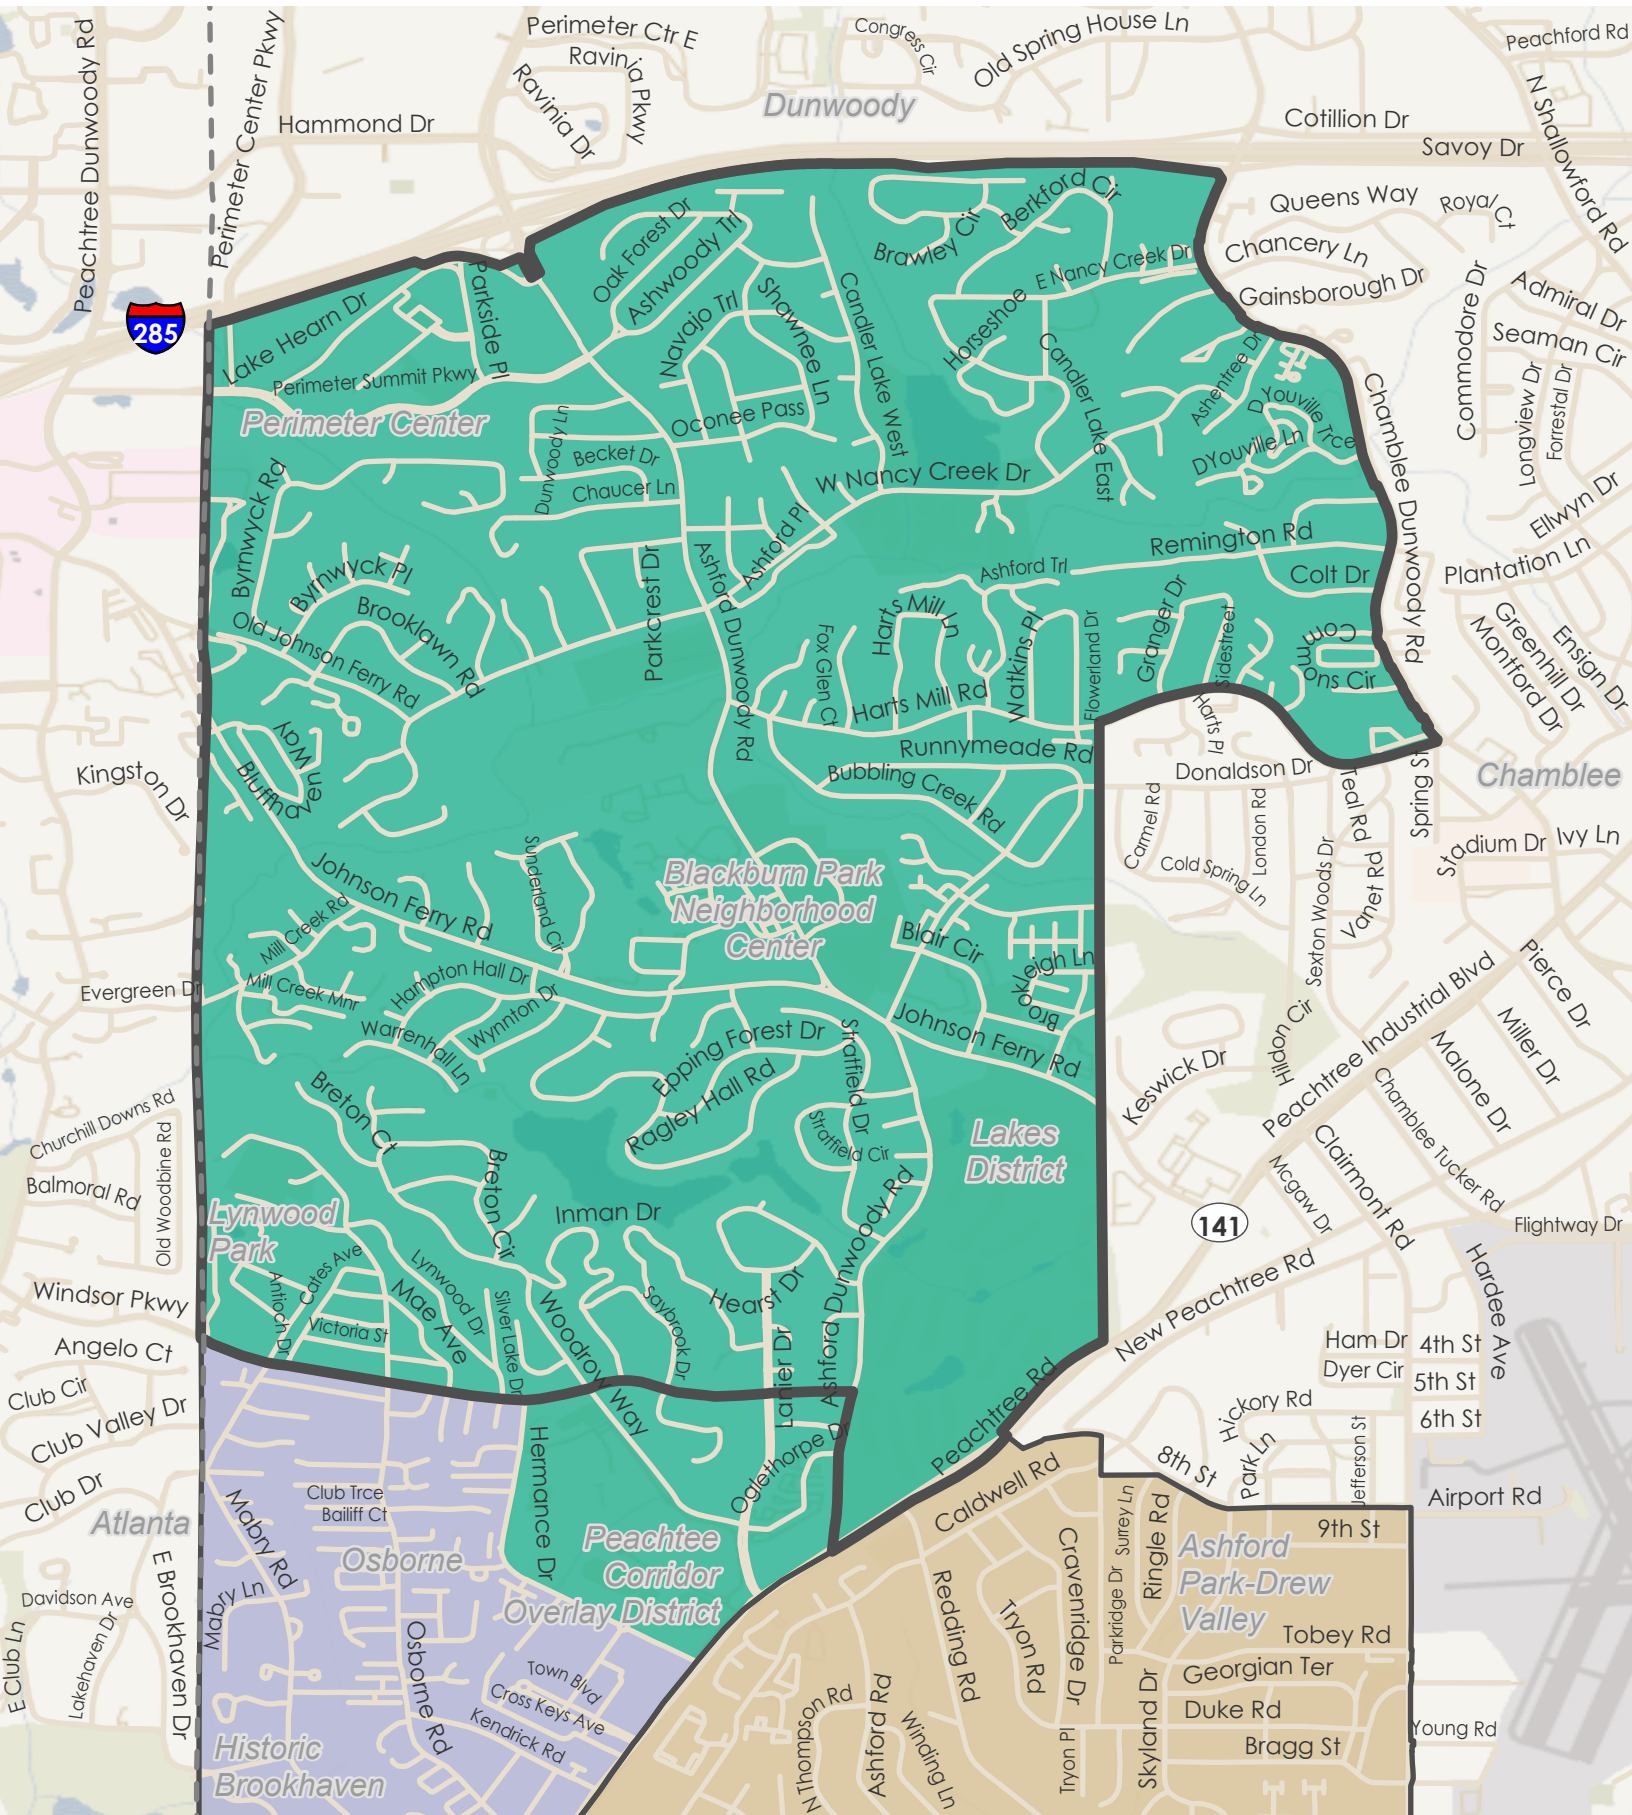 Peachtree Dunwoody Rd
Perimeter Center Pkwy
Perimeter Ctr E
Ravinia Pkwy
Ravinia Dr
Hammond Dr
Congress Cir
Old Spring House Ln
Dunwoody
Peachford Rd
N Shallowford Rd
Cotillion Dr
Savoy Dr
Queens Way
Royal Ct
Chancery Ln
Gainsborough Dr
Commodore Dr
Admiral Dr
Seaman Cir
Longview Dr
Forrestal Dr
Ellwyn Dr
Plantation Ln
Greenhill Dr
Montford Dr
Ensign Dr
285
Lake Hearn Dr
Parkside Pl
Perimeter Summit Pkwy
Perimeter Center
Oak Forest Dr
Ashwoody Trl
Navajo Trl
Shawnee Ln
Oconee Pass
Candler Lake West
Brawley Cir
Berkford Cir
E Nancy Creek Dr
Horseshoe
Candler Lake East
Ashentree Dr
DYouville Trce
DYouville Ln
Chamblee Dunwoody Rd
Dunwoody Ln
Becket Dr
Chaucer Ln
W Nancy Creek Dr
Ashford Pl
Byrnwyck Rd
Byrnwyck Pl
Brooklawn Rd
Old Johnson Ferry Rd
Parkcrest Dr
Ashford Dunwoody Rd
Ashford Trl
Remington Rd
Colt Dr
Commons Cir
Harts Mill Ln
Fox Glen Ct
Watkins Pl
Flowerland Dr
Granger Dr
Sidestreet
Harts Mill Rd
Runnymeade Rd
Bubbling Creek Rd
Harts Pl
Donaldson Dr
Teal Rd
Spring St
Chamblee
Kingston Dr
Bluffhaven Way
Johnson Ferry Rd
Sunderland Cir
Mill Creek Rd
Mill Creek Mnr
Evergreen Dr
Hampton Hall Dr
Wynnton Dr
Warrenhall Ln
Blackburn Park
Neighborhood
Center
Blair Cir
Brookleigh Ln
Johnson Ferry Rd
Carmel Rd
Cold Spring Ln
London Rd
Sexton Woods Dr
Vanet Rd
Stadium Dr
Ivy Ln
Peachtree Industrial Blvd
Pierce Dr
Miller Dr
Malone Dr
Hildon Cir
Keswick Dr
Chamblee Tucker Rd
Clairmont Rd
Mcgaw Dr
Flightway Dr
141
New Peachtree Rd
Hardee Ave
Epping Forest Dr
Ragley Hall Rd
Stratfield Dr
Stratfield Cir
Lakes
District
Breton Ct
Breton Cir
Inman Dr
Churchill Downs Rd
Balmoral Rd
Old Woodbine Rd
Lynwood
Park
Windsor Pkwy
Angelo Ct
Club Cir
Club Valley Dr
Club Dr
Atlanta
Antioch Dr
Cates Ave
Victoria St
Mae Ave
Lynwood Dr
Silver Lake Dr
Woodrow Way
Saybrook Dr
Hearst Dr
Lanier Dr
Ashford Dunwoody Rd
Oglethorpe Dr
Peachtree Rd
Ham Dr
Dyer Cir
4th St
5th St
6th St
Hickory Rd
Park Ln
Jefferson St
8th St
9th St
Airport Rd
Hermance Dr
Peachtee
Corridor
Overlay District
Club Trce
Bailiff Ct
Osborne
Osborne Rd
Mabry Rd
Mabry Ln
E Brookhaven Dr
Davidson Ave
E Club Ln
Lakehaven Dr
Historic
Brookhaven
Town Blvd
Cross Keys Ave
Kendrick Rd
Caldwell Rd
Redding Rd
Tryon Rd
Cravenridge Dr
Surrey Ln
Parkridge Dr
Ringle Rd
Ashford
Park-Drew
Valley
Tobey Rd
Georgian Ter
Duke Rd
Bragg St
Young Rd
Skyland Dr
Tryon Pl
N Thompson Rd
Ashford Rd
Winding Ln